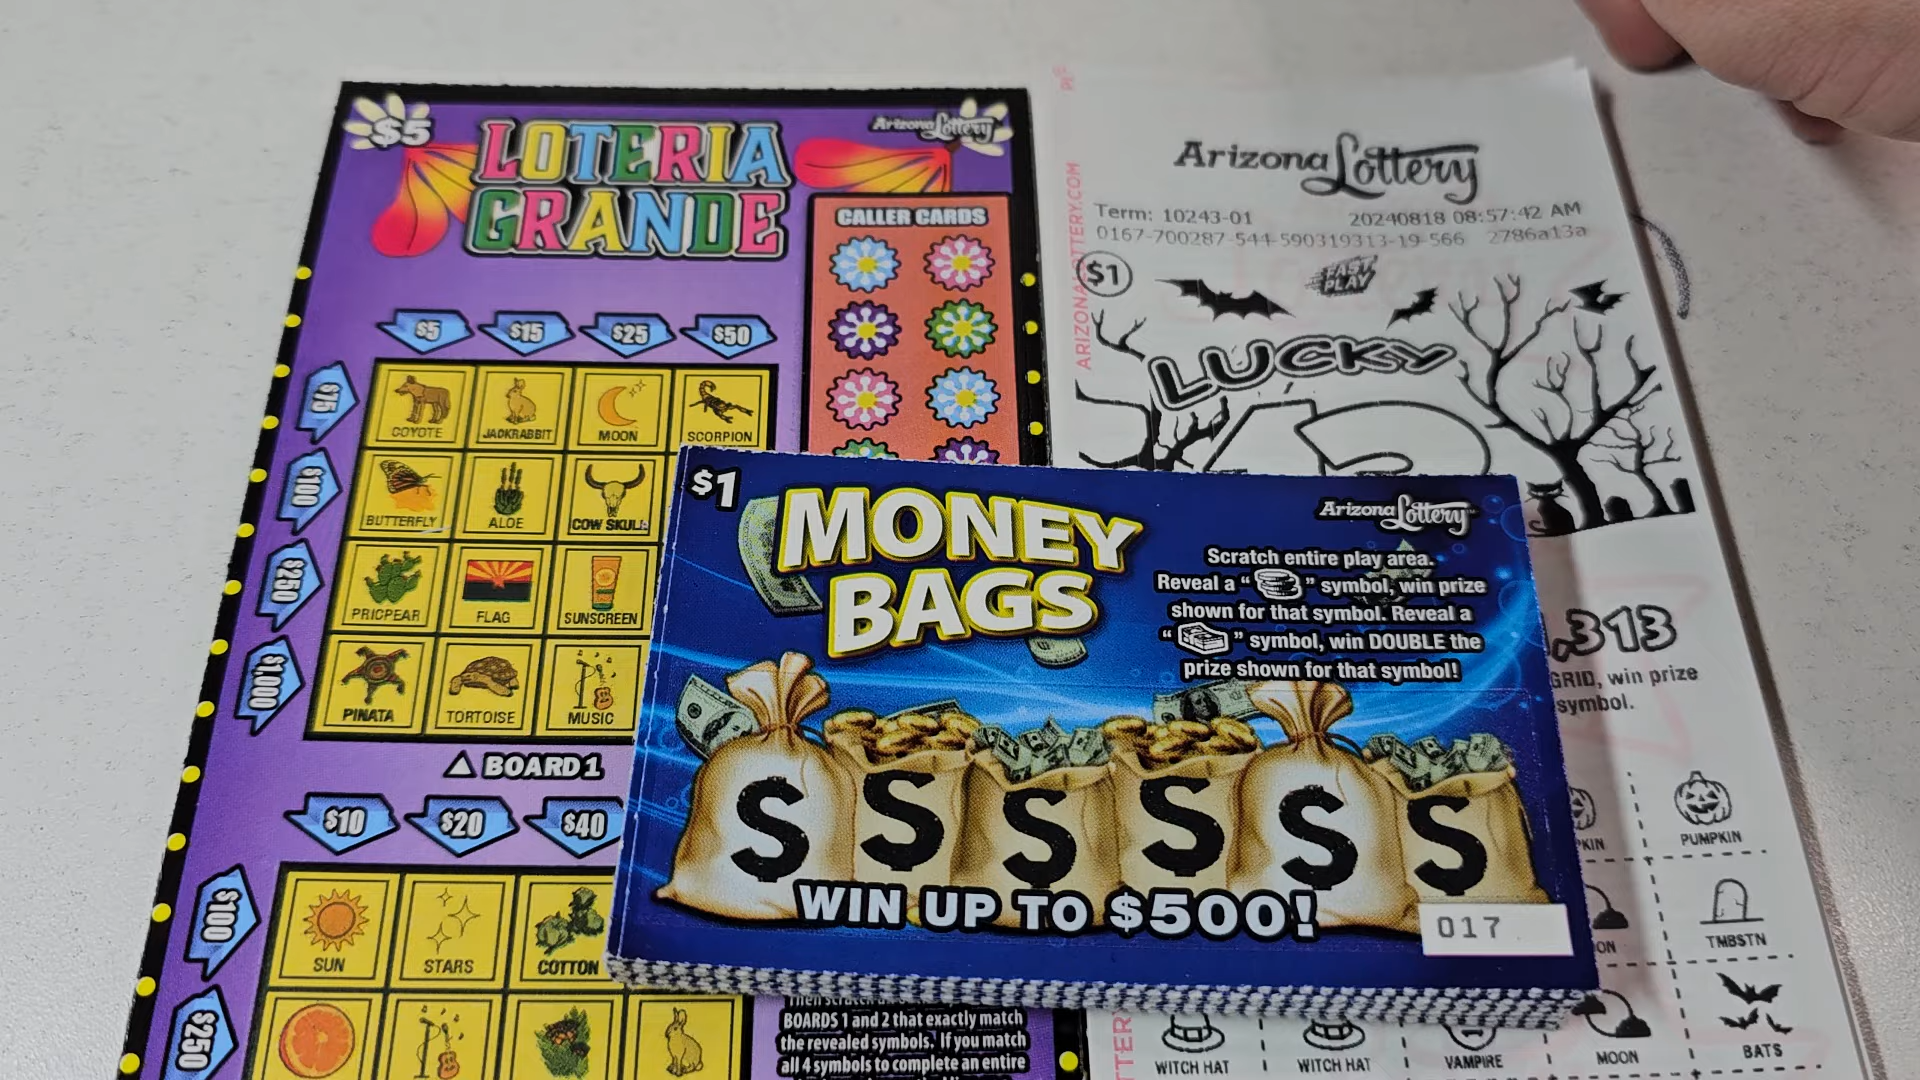 $5
Arizona Lottery
LOTERIA
GRANDE
CALLER CARDS
$5 $15 $25 $50
$75
COYOTE JACKRABBIT MOON SCORPION
$100
BUTTERFLY ALOE COW SKULL
$250
PRICPEAR FLAG SUNSCREEN
$1,000
PINATA TORTOISE MUSIC
BOARD 1
$10 $20 $40
$100
SUN STARS COTTON
$250
BOARDS 1 and 2 that exactly match
the revealed symbols. If you match
all 4 symbols to complete an entire
$1
MONEY
BAGS
Arizona Lottery
Scratch entire play area.
Reveal a " " symbol, win prize
shown for that symbol. Reveal a
" " symbol, win DOUBLE the
prize shown for that symbol!
$ $ $ $ $ $
WIN UP TO $500!
017
ARIZONALOTTERY.COM
Arizona Lottery
Term: 10243-01 20240818 08:57:42 AM
0167-700287-544-590319313-19-566 2786a13a
$1
FAST
PLAY
LUCKY
13
,313
GRID, win prize
symbol.
PUMPKIN
TMBSTN
WITCH HAT WITCH HAT VAMPIRE MOON BATS